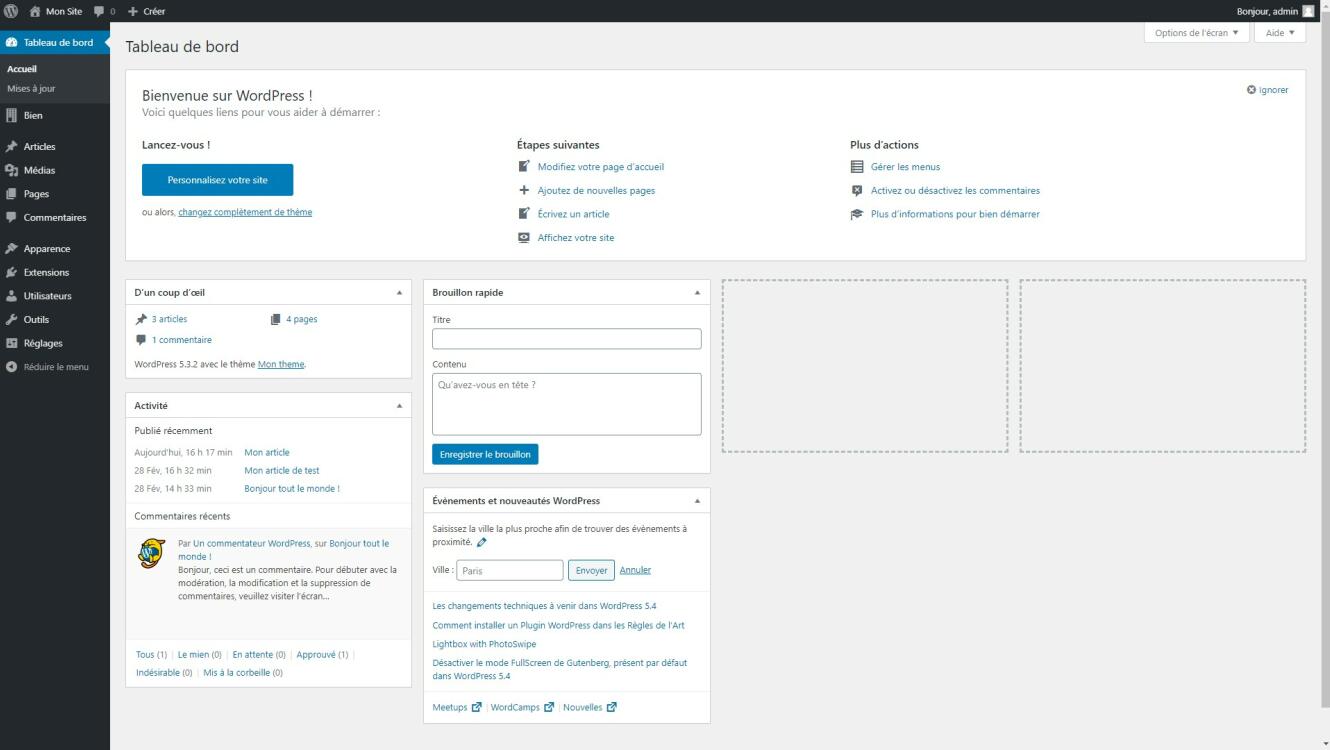 Mon Site 0 Créer
Bonjour, admin
Tableau de bord
Accueil
Mises à jour
Bien
Articles
Médias
Pages
Commentaires
Apparence
Extensions
Utilisateurs
Outils
Réglages
Réduire le menu
Tableau de bord
Options de l'écran
Aide
Bienvenue sur WordPress !
Voici quelques liens pour vous aider à démarrer :
Ignorer
Lancez-vous !
Personnalisez votre site
ou alors, changez complètement de thème
Étapes suivantes
Modifiez votre page d'accueil
Ajoutez de nouvelles pages
Écrivez un article
Affichez votre site
Plus d'actions
Gérer les menus
Activez ou désactivez les commentaires
Plus d'informations pour bien démarrer
D'un coup d'œil
3 articles
4 pages
1 commentaire
WordPress 5.3.2 avec le thème Mon theme.
Activité
Publié récemment
Aujourd'hui, 16 h 17 min Mon article
28 Fév, 16 h 32 min Mon article de test
28 Fév, 14 h 33 min Bonjour tout le monde !
Commentaires récents
Par Un commentateur WordPress, sur Bonjour tout le
monde !
Bonjour, ceci est un commentaire. Pour débuter avec la
modération, la modification et la suppression de
commentaires, veuillez visiter l'écran…
Tous (1) | Le mien (0) | En attente (0) | Approuvé (1) |
Indésirable (0) | Mis à la corbeille (0)
Brouillon rapide
Titre
Contenu
Qu'avez-vous en tête ?
Enregistrer le brouillon
Évènements et nouveautés WordPress
Saisissez la ville la plus proche afin de trouver des évènements à
proximité.
Ville : Paris Envoyer Annuler
Les changements techniques à venir dans WordPress 5.4
Comment installer un Plugin WordPress dans les Règles de l'Art
Lightbox with PhotoSwipe
Désactiver le mode FullScreen de Gutenberg, présent par défaut
dans WordPress 5.4
Meetups | WordCamps | Nouvelles